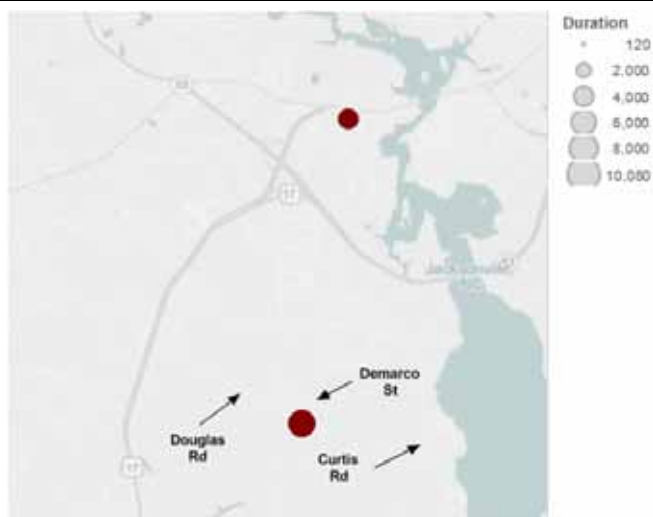 Duration
120
2,000
4,000
6,000
8,000
10,080
17
Jacksonville
Demarco
St
Douglas
Rd
Curtis
Rd
17